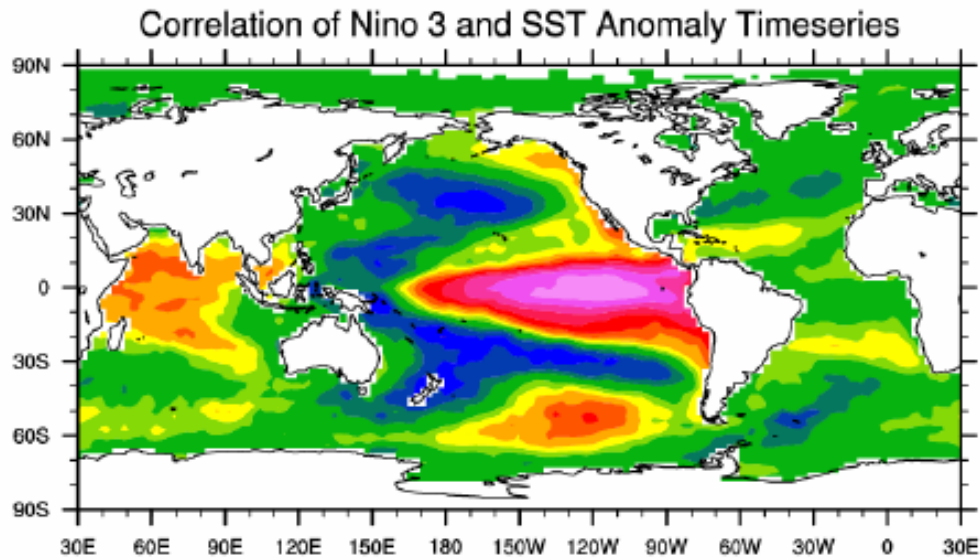 Correlation of Nino 3 and SST Anomaly Timeseries
90N
60N
30N
0
30S
60S
90S
30E 60E 90E 120E 150E 180 150W 120W 90W 60W 30W 0 30E